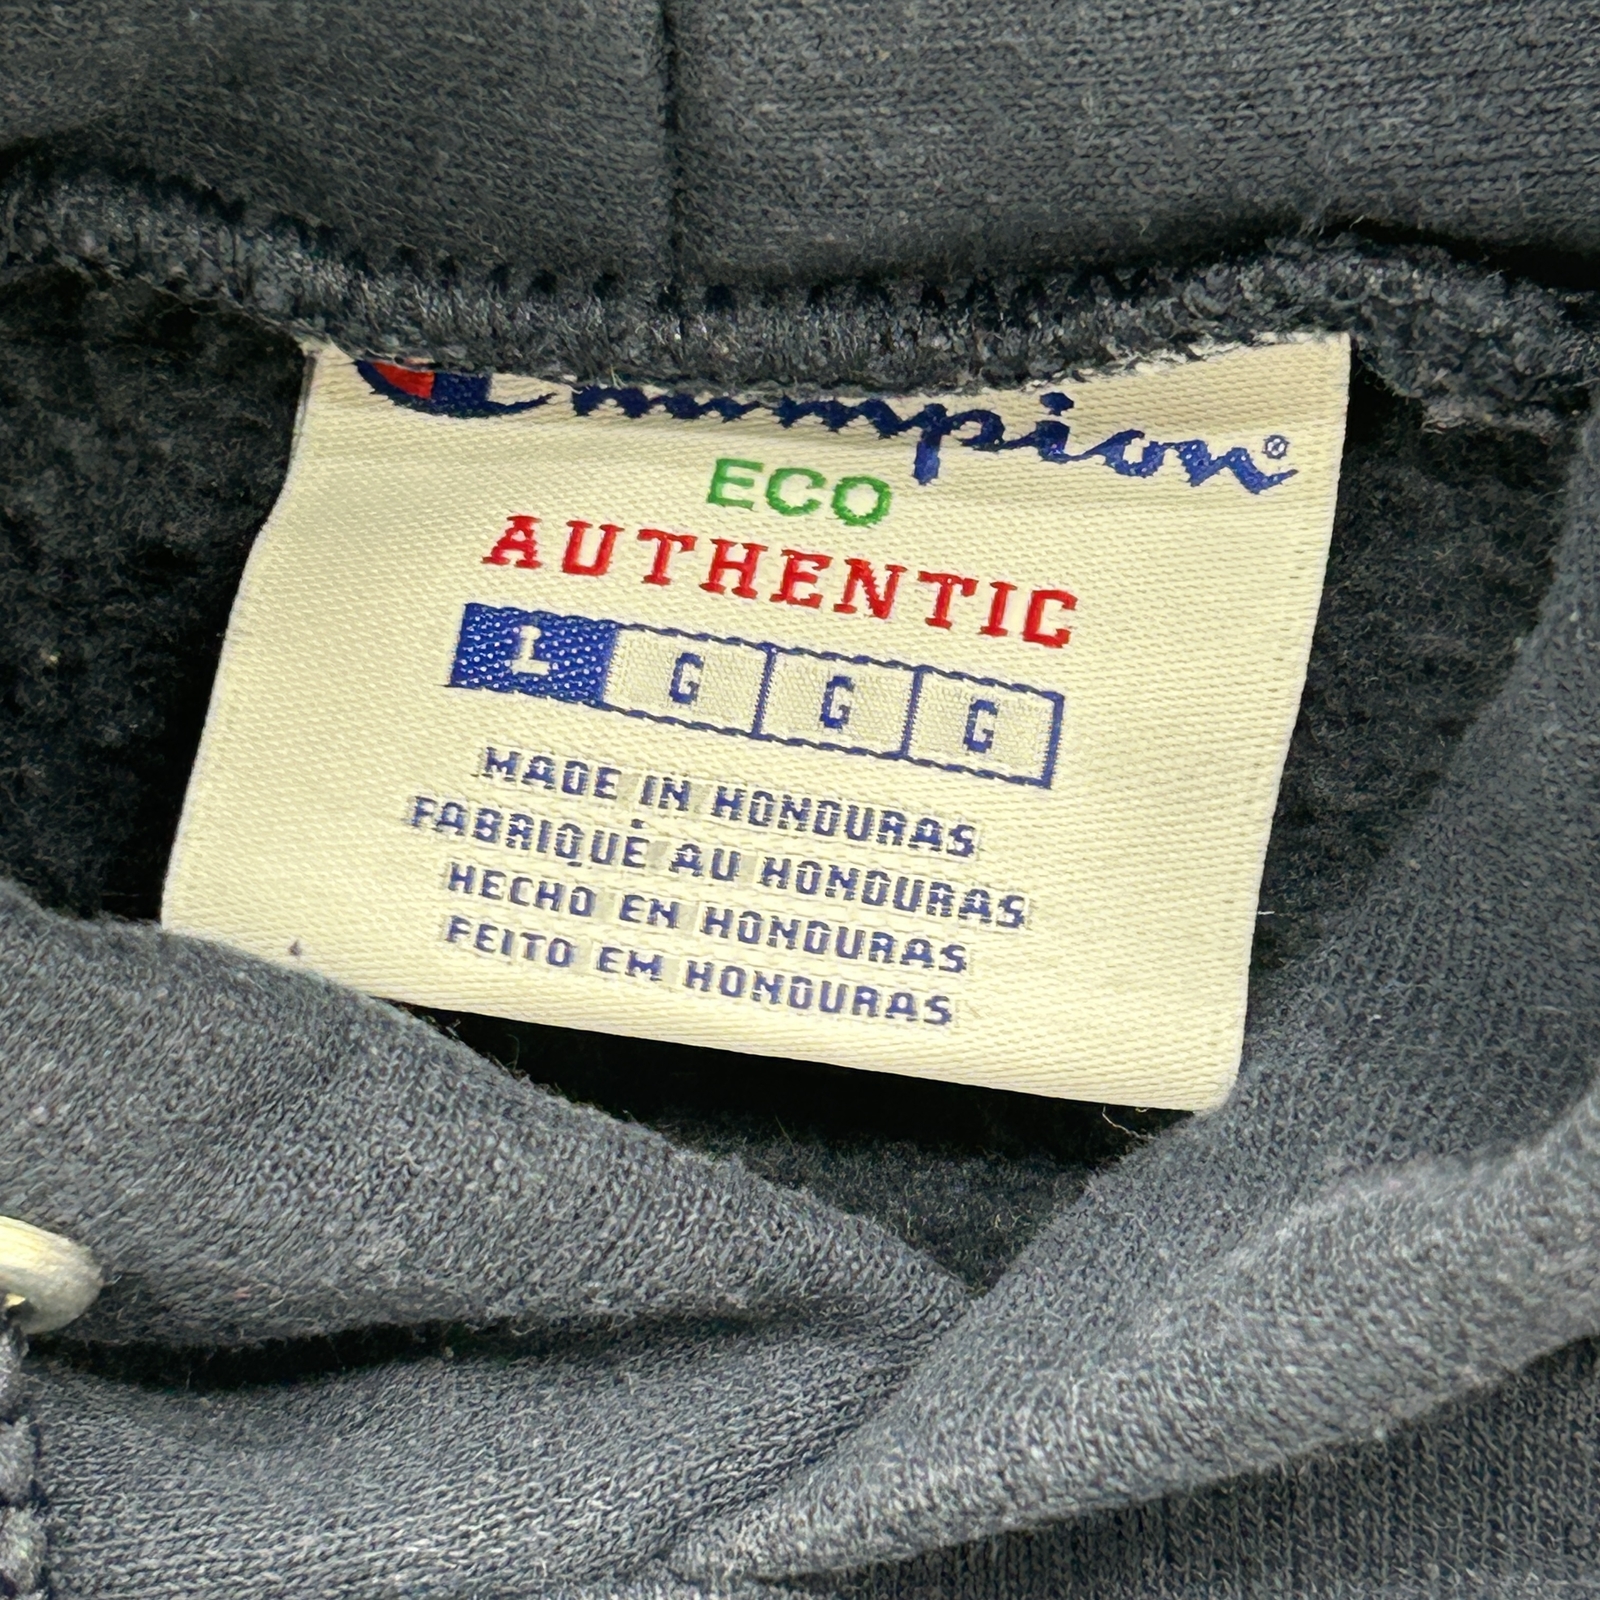 Champion®
ECO
AUTHENTIC
L G G G
MADE IN HONDURAS
FABRIQUÉ AU HONDURAS
HECHO EN HONDURAS
FEITO EM HONDURAS